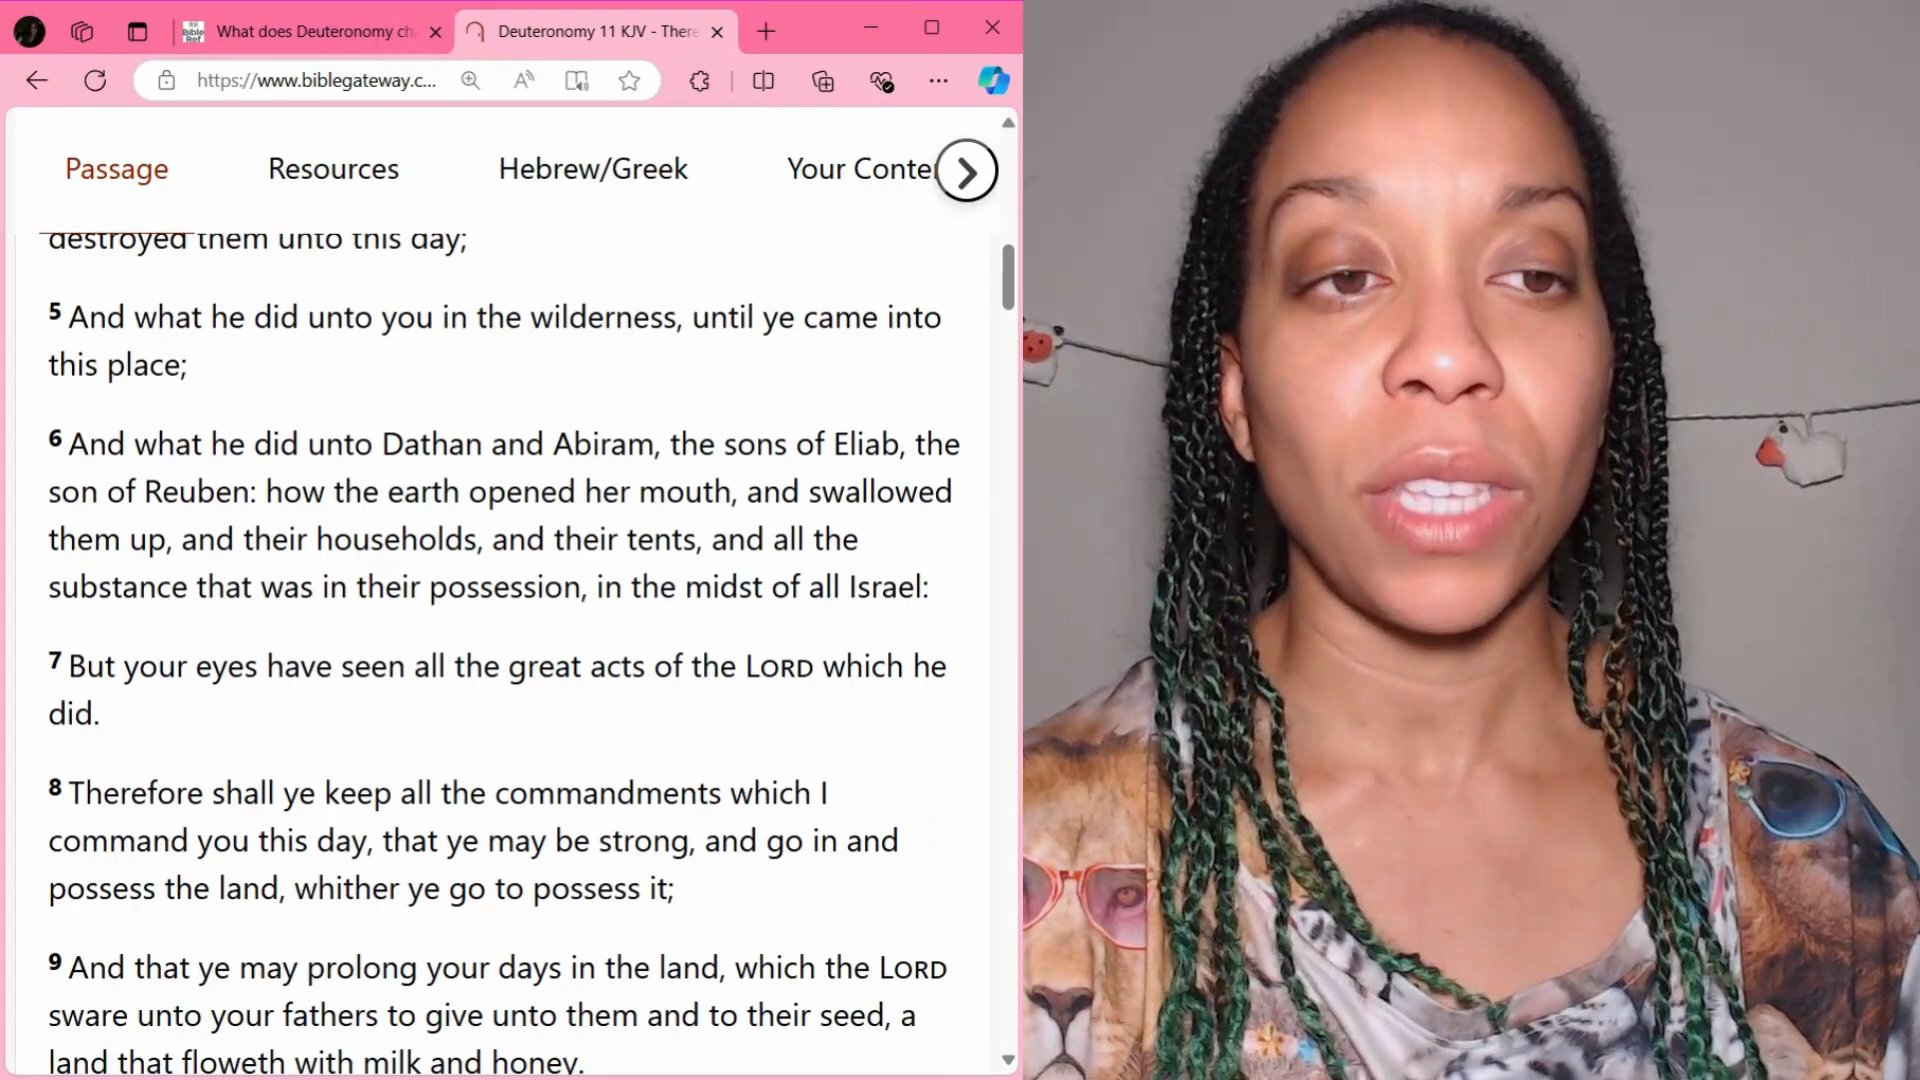 Bible
Ref
What does Deuteronomy ch
Deuteronomy 11 KJV - There
https://www.biblegateway.c...
Passage
Resources
Hebrew/Greek
Your Conte
destroyed them unto this day;
5 And what he did unto you in the wilderness, until ye came into
this place;
6 And what he did unto Dathan and Abiram, the sons of Eliab, the
son of Reuben: how the earth opened her mouth, and swallowed
them up, and their households, and their tents, and all the
substance that was in their possession, in the midst of all Israel:
7 But your eyes have seen all the great acts of the LORD which he
did.
8 Therefore shall ye keep all the commandments which I
command you this day, that ye may be strong, and go in and
possess the land, whither ye go to possess it;
9 And that ye may prolong your days in the land, which the LORD
sware unto your fathers to give unto them and to their seed, a
land that floweth with milk and honey.